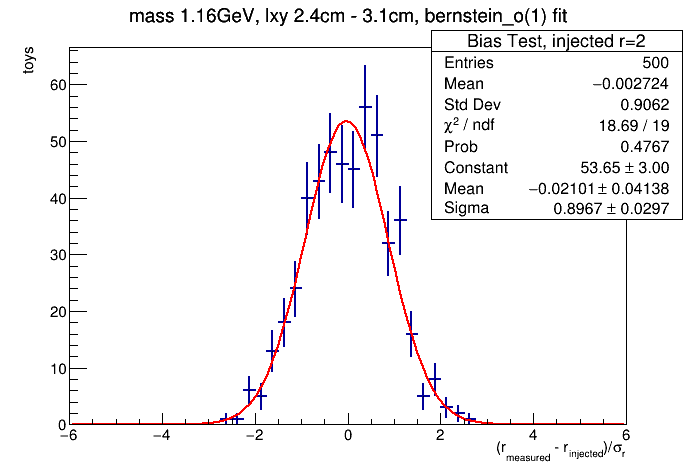 mass 1.16GeV, lxy 2.4cm - 3.1cm, bernstein_o(1) fit
Bias Test, injected r=2
Entries 500
Mean −0.002724
Std Dev 0.9062
χ² / ndf 18.69 / 19
Prob 0.4767
Constant 53.65 ± 3.00
Mean −0.02101 ± 0.04138
Sigma 0.8967 ± 0.0297
toys
60
50
40
30
20
10
0
−6 −4 −2 0 2 4 6
(r_measured - r_injected)/σ_r